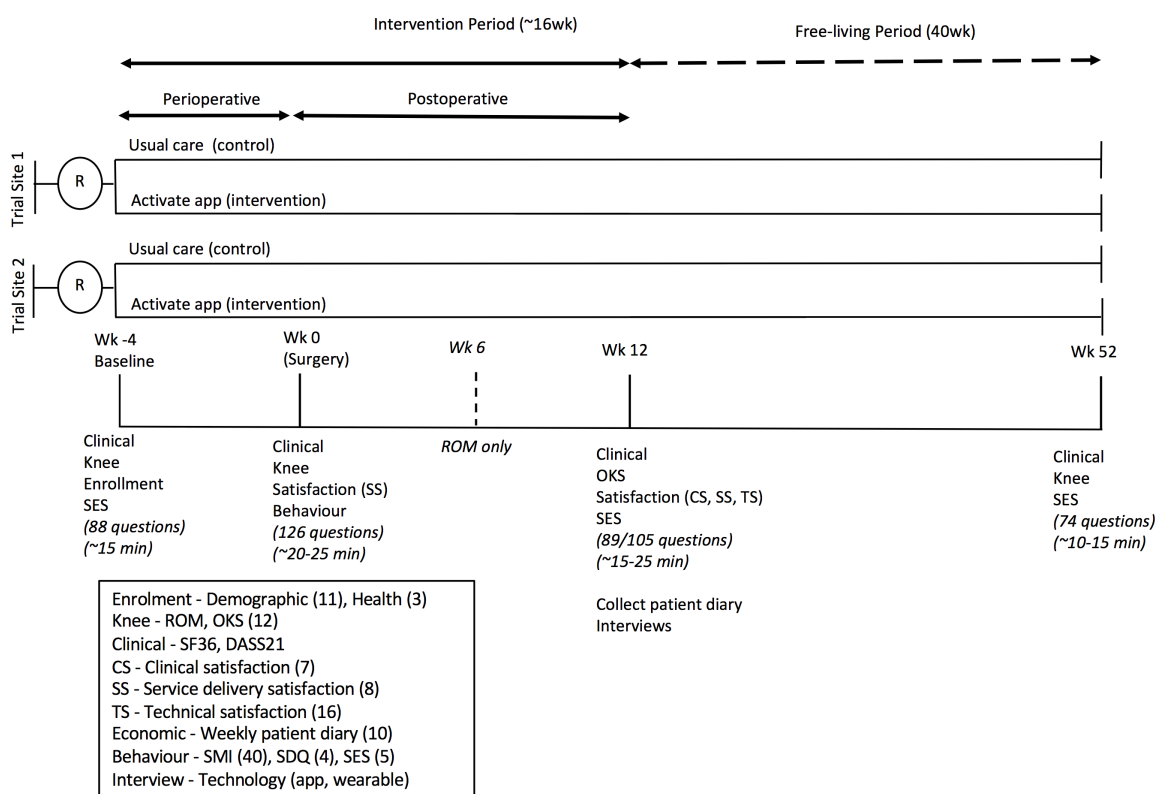 Intervention Period (~16wk)
Free-living Period (40wk)
Perioperative
Postoperative
Trial Site 1
R
Usual care (control)
Activate app (intervention)
Trial Site 2
R
Usual care (control)
Activate app (intervention)
Wk -4
Baseline
Wk 0
(Surgery)
Wk 6
Wk 12
Wk 52
Clinical
Knee
Enrollment
SES
(88 questions)
(~15 min)
Clinical
Knee
Satisfaction (SS)
Behaviour
(126 questions)
(~20-25 min)
ROM only
Clinical
OKS
Satisfaction (CS, SS, TS)
SES
(89/105 questions)
(~15-25 min)
Collect patient diary
Interviews
Clinical
Knee
SES
(74 questions)
(~10-15 min)
Enrolment - Demographic (11), Health (3)
Knee - ROM, OKS (12)
Clinical - SF36, DASS21
CS - Clinical satisfaction (7)
SS - Service delivery satisfaction (8)
TS - Technical satisfaction (16)
Economic - Weekly patient diary (10)
Behaviour - SMI (40), SDQ (4), SES (5)
Interview - Technology (app, wearable)